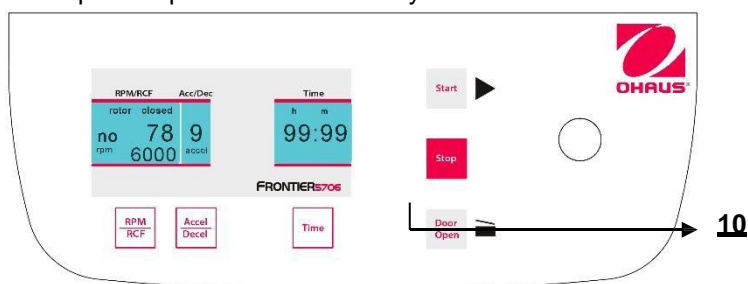 RPM/RCF Acc/Dec Time
rotor closed
no 78 9
rpm 6000 accel
h m
99:99
FRONTIER5706
RPM
RCF
Accel
Decel
Time
Start
Stop
Door
Open
OHAUS®
10